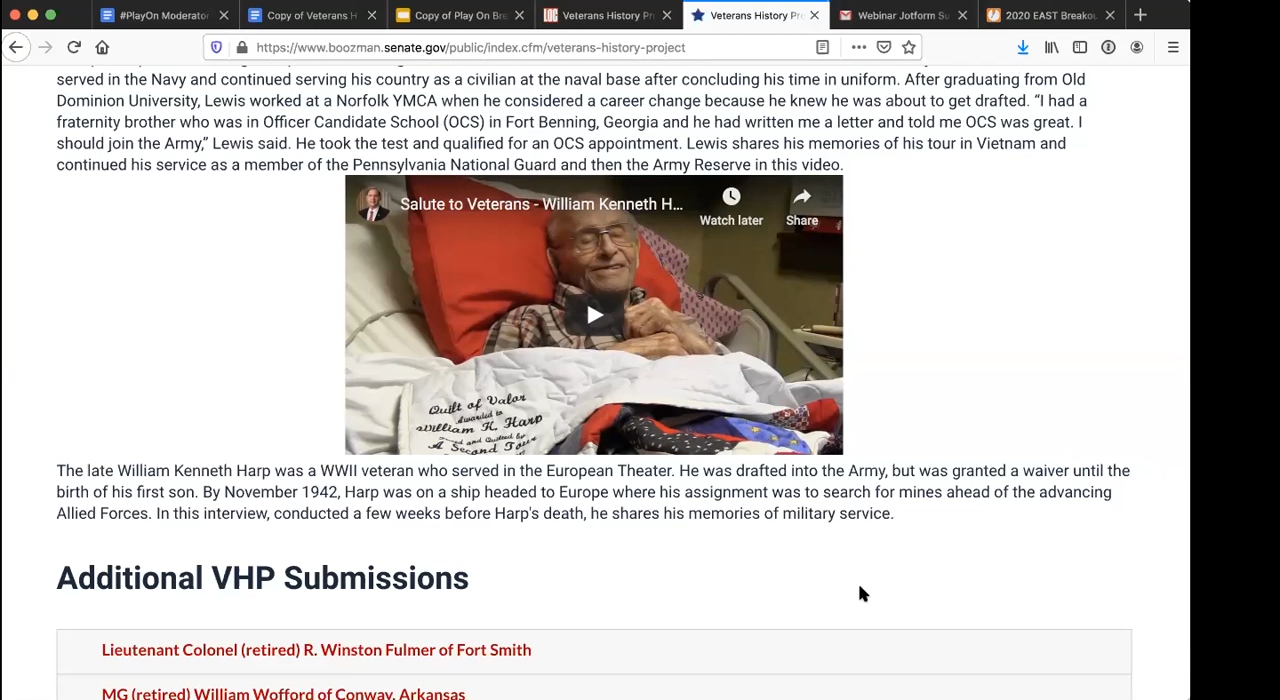 #PlayOn Moderato
Copy of Veterans H
Copy of Play On Bre
Veterans History Pr
Veterans History Pre
Webinar Jotform Su
2020 EAST Breakou
https://www.boozman.senate.gov/public/index.cfm/veterans-history-project
served in the Navy and continued serving his country as a civilian at the naval base after concluding his time in uniform. After graduating from Old
Dominion University, Lewis worked at a Norfolk YMCA when he considered a career change because he knew he was about to get drafted. “I had a
fraternity brother who was in Officer Candidate School (OCS) in Fort Benning, Georgia and he had written me a letter and told me OCS was great. I
should join the Army,” Lewis said. He took the test and qualified for an OCS appointment. Lewis shares his memories of his tour in Vietnam and
continued his service as a member of the Pennsylvania National Guard and then the Army Reserve in this video.
Salute to Veterans - William Kenneth H...
Watch later
Share
Quilt of Valor
Awarded to
William K. Harp
and Quilted by
A Second Tou
The late William Kenneth Harp was a WWII veteran who served in the European Theater. He was drafted into the Army, but was granted a waiver until the
birth of his first son. By November 1942, Harp was on a ship headed to Europe where his assignment was to search for mines ahead of the advancing
Allied Forces. In this interview, conducted a few weeks before Harp's death, he shares his memories of military service.
Additional VHP Submissions
Lieutenant Colonel (retired) R. Winston Fulmer of Fort Smith
MG (retired) William Wofford of Conway, Arkansas